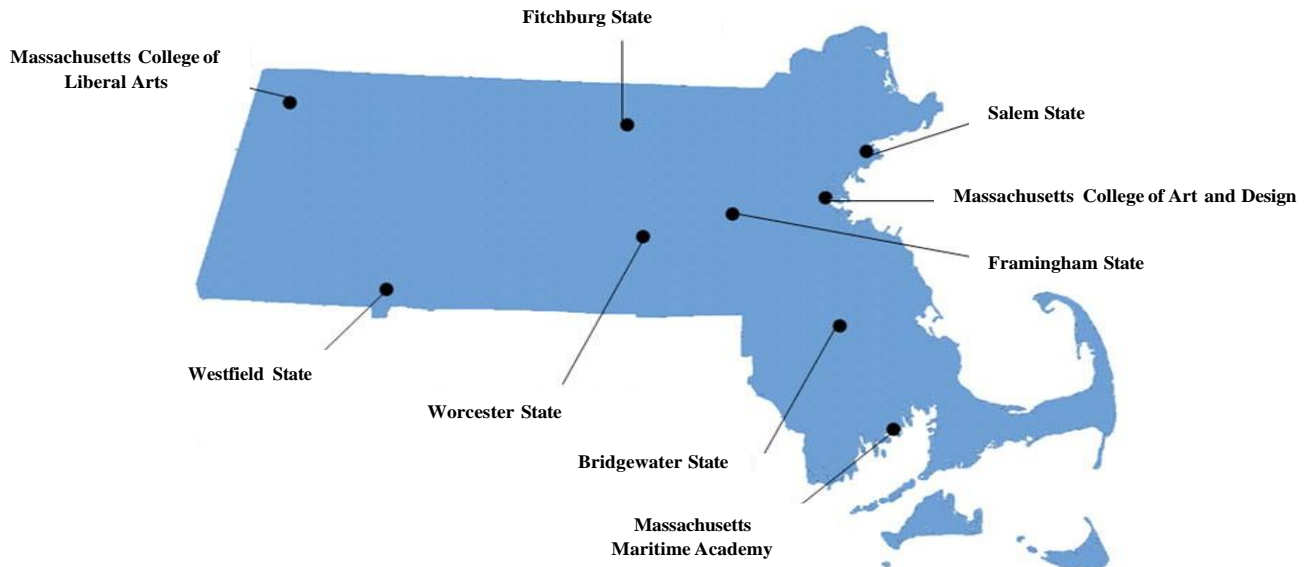 Fitchburg State
Massachusetts College of
Liberal Arts
Salem State
Massachusetts College of Art and Design
Framingham State
Westfield State
Worcester State
Bridgewater State
Massachusetts
Maritime Academy